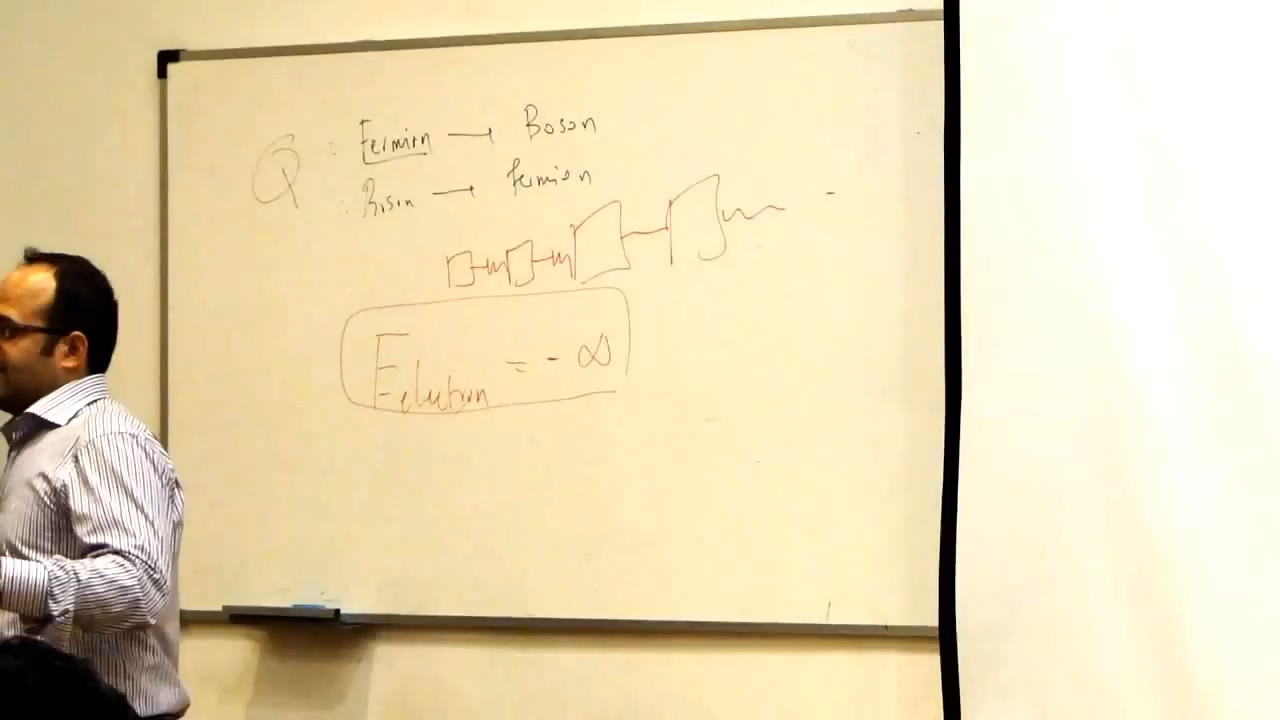 Q : Fermion → Boson
: Boson → fermion
E electron = - ∞